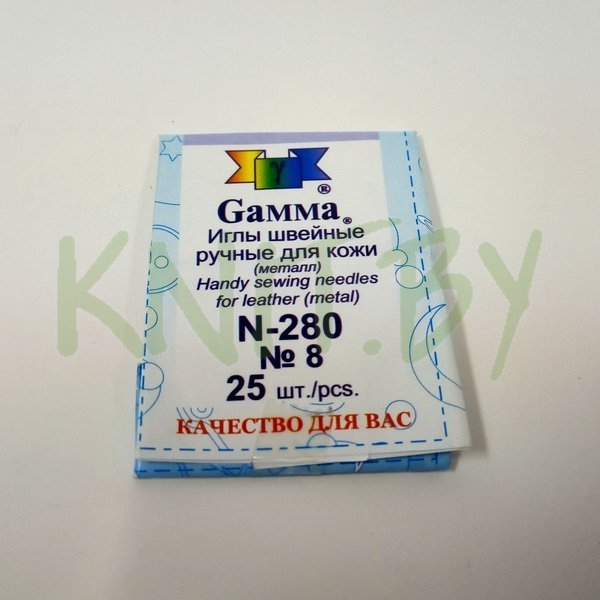 γ
®
Gamma®
Иглы швейные
ручные для кожи
(металл)
Handy sewing needles
for leather (metal)
N-280
№ 8
25 шт./pcs.
КАЧЕСТВО ДЛЯ ВАС
KNIT.BY